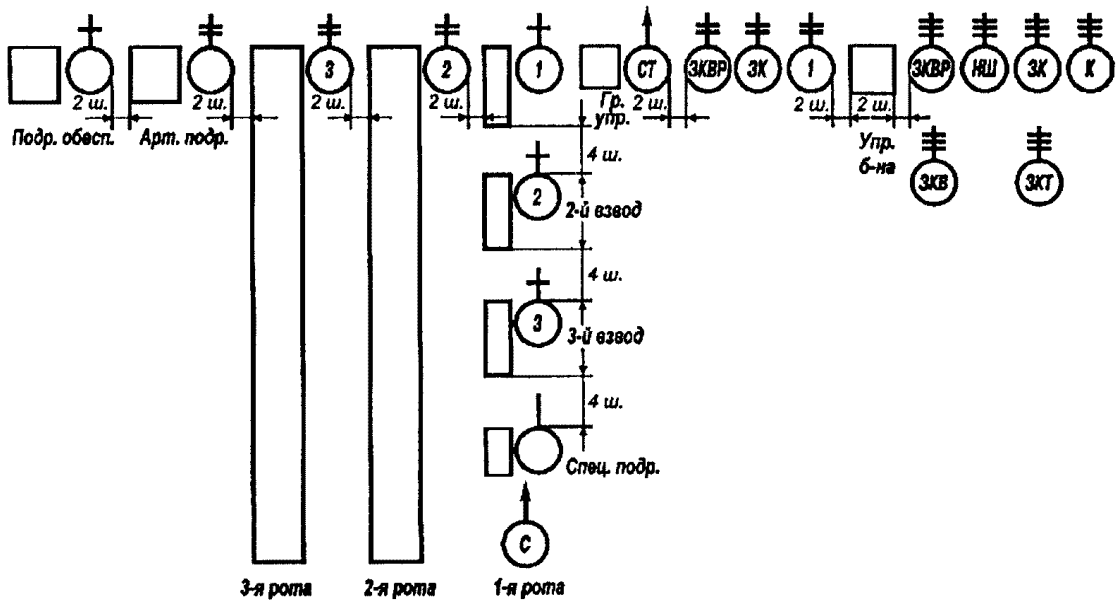 3 2 1 СТ ЗКВР ЗК 1 ЗКВР НШ ЗК К
2 ш. 2 ш. 2 ш. 2 ш. Гр. упр. 2 ш. 2 ш. 2 ш.
Подр. обесп. Арт. подр. Упр. б-на
4 ш.
ЗКВ ЗКТ
2
2-й взвод
4 ш.
3
3-й взвод
4 ш.
Спец. подр.
С
3-я рота 2-я рота 1-я рота